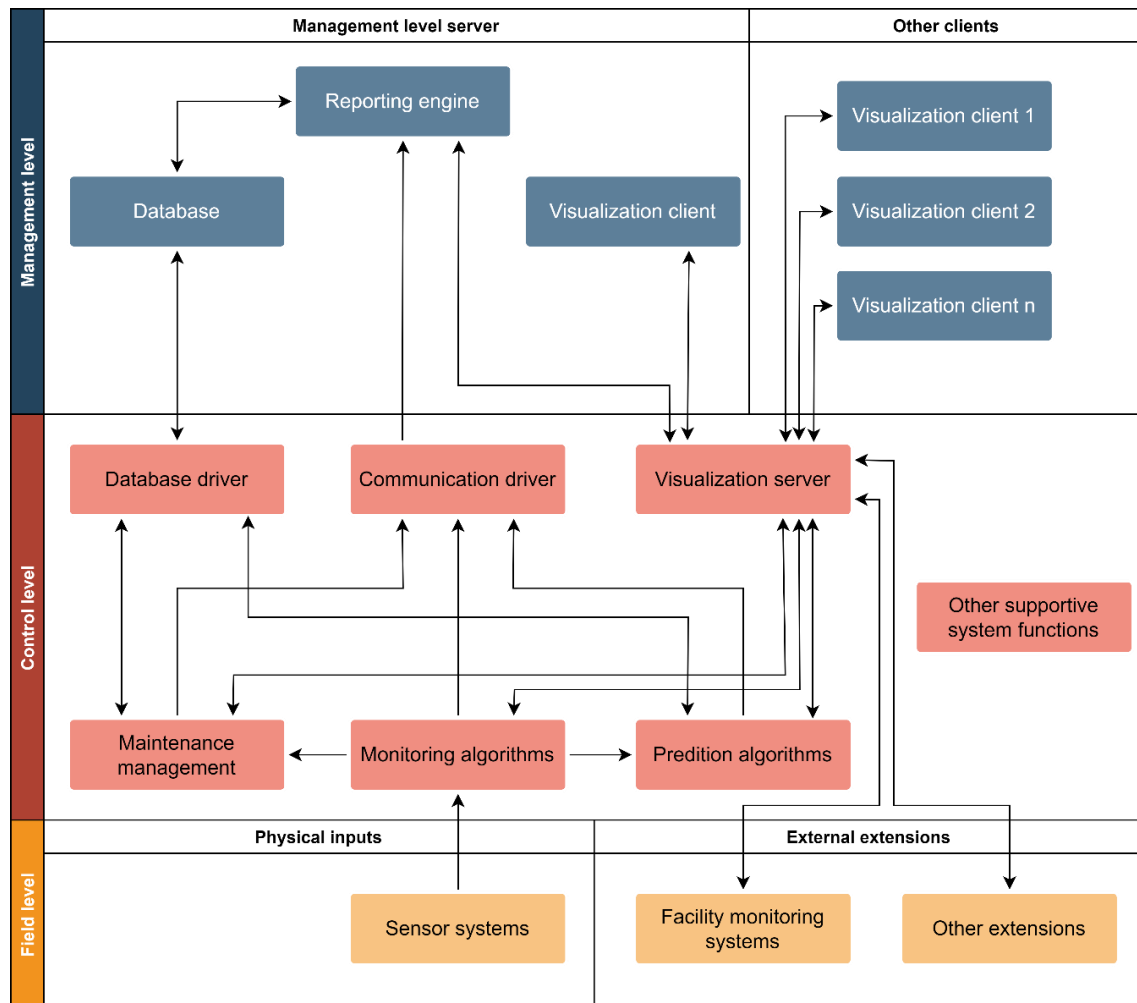 Management level server
Other clients
Management level
Reporting engine
Visualization client 1
Database
Visualization client
Visualization client 2
Visualization client n
Control level
Database driver
Communication driver
Visualization server
Other supportive
system functions
Maintenance
management
Monitoring algorithms
Predition algorithms
Field level
Physical inputs
External extensions
Sensor systems
Facility monitoring
systems
Other extensions